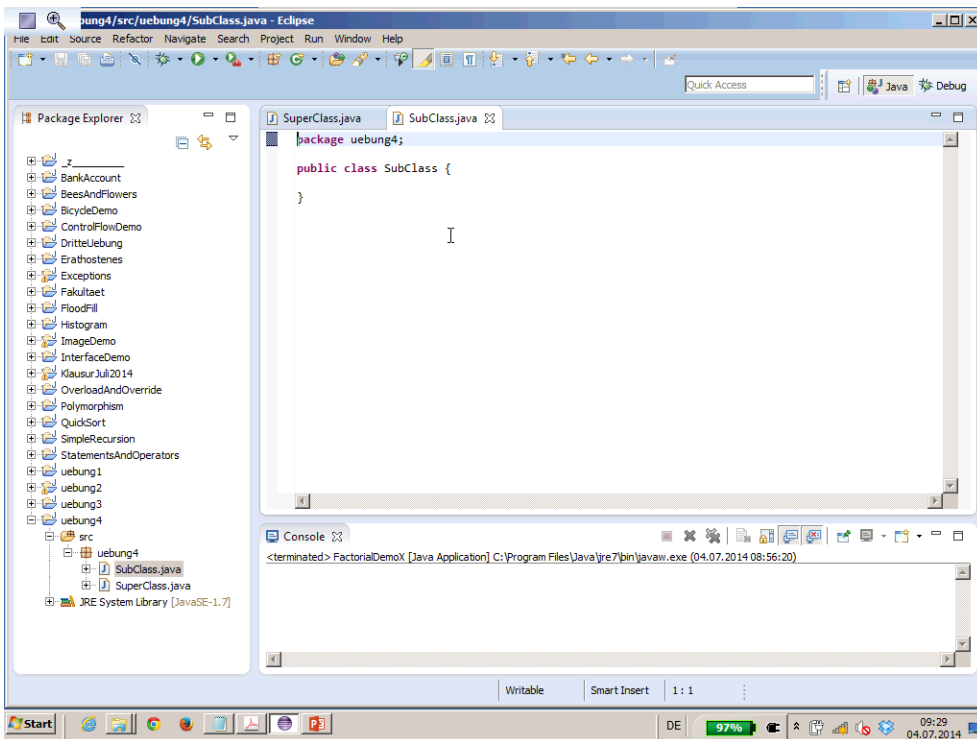 ung4/src/uebung4/SubClass.java - Eclipse
File Edit Source Refactor Navigate Search Project Run Window Help
Quick Access
Java
Debug
Package Explorer
_z_________
BankAccount
BeesAndFlowers
BicycleDemo
ControlFlowDemo
DritteUebung
Erathostenes
Exceptions
Fakultaet
FloodFill
Histogram
ImageDemo
InterfaceDemo
KlausurJuli2014
OverloadAndOverride
Polymorphism
QuickSort
SimpleRecursion
StatementsAndOperators
uebung1
uebung2
uebung3
uebung4
src
uebung4
SubClass.java
SuperClass.java
JRE System Library [JavaSE-1.7]
SuperClass.java
SubClass.java
package uebung4;
public class SubClass {
}
Console
<terminated> FactorialDemoX [Java Application] C:\Program Files\Java\jre7\bin\javaw.exe (04.07.2014 08:56:20)
Writable
Smart Insert
1 : 1
Start
DE
97%
09:29
04.07.2014